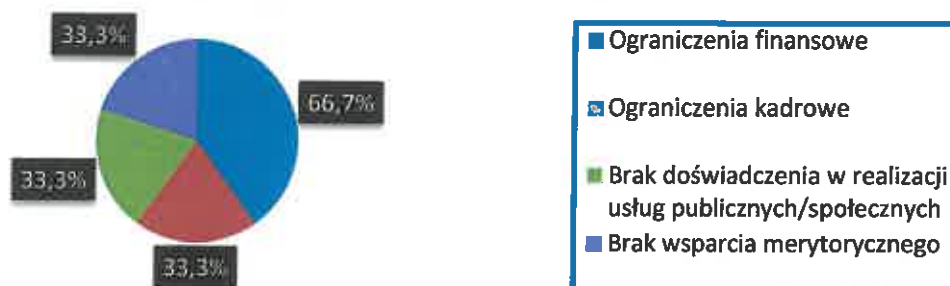 33,3%
66,7%
33,3%
33,3%
Ograniczenia finansowe
Ograniczenia kadrowe
Brak doświadczenia w realizacji
usług publicznych/społecznych
Brak wsparcia merytorycznego